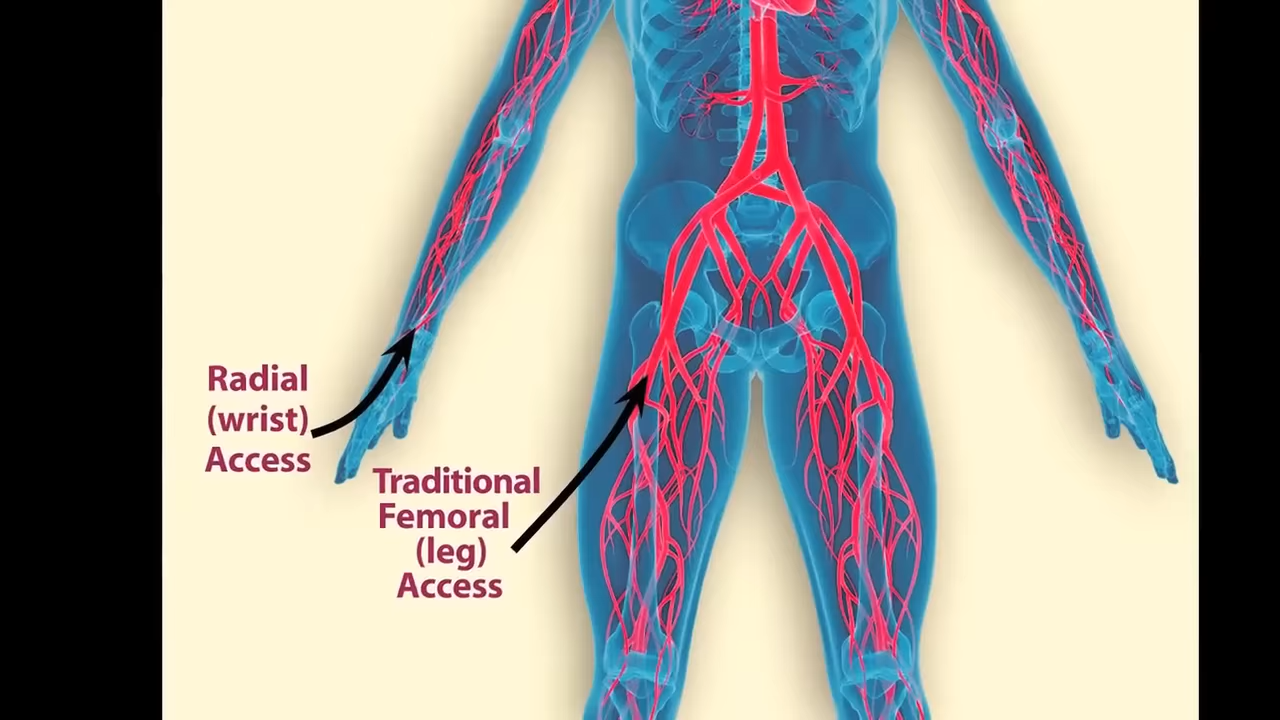 Radial
(wrist)
Access
Traditional
Femoral
(leg)
Access